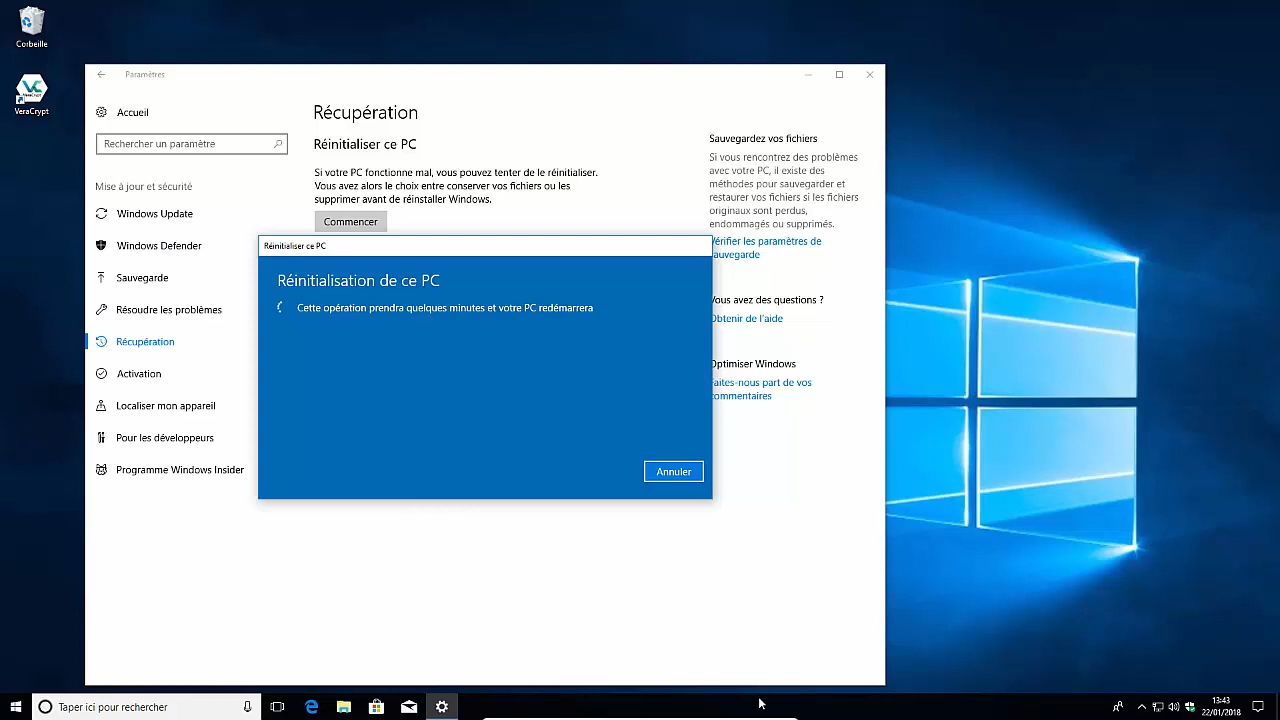 Corbeille
VeraCrypt
Paramètres
Accueil
Rechercher un paramètre
Mise à jour et sécurité
Windows Update
Windows Defender
Sauvegarde
Résoudre les problèmes
Récupération
Activation
Localiser mon appareil
Pour les développeurs
Programme Windows Insider
Récupération
Réinitialiser ce PC
Si votre PC fonctionne mal, vous pouvez tenter de le réinitialiser.
Vous avez alors le choix entre conserver vos fichiers ou les
supprimer avant de réinstaller Windows.
Commencer
Réinitialiser ce PC
Réinitialisation de ce PC
Cette opération prendra quelques minutes et votre PC redémarrera
Annuler
Sauvegardez vos fichiers
Si vous rencontrez des problèmes
avec votre PC, il existe des
méthodes pour sauvegarder et
restaurer vos fichiers si les fichiers
originaux sont perdus,
endommagés ou supprimés.
Vérifier les paramètres de
sauvegarde
Vous avez des questions ?
Obtenir de l'aide
Optimiser Windows
Faites-nous part de vos
commentaires
Taper ici pour rechercher
13:43
22/01/2018